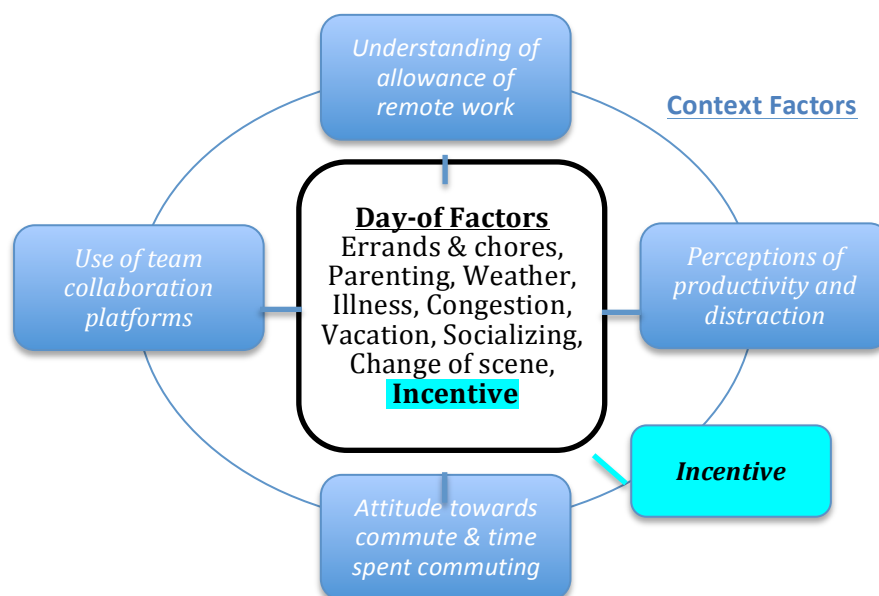 Understanding of
allowance of
remote work
Context Factors
Day-of Factors
Errands & chores,
Parenting, Weather,
Illness, Congestion,
Vacation, Socializing,
Change of scene,
Incentive
Use of team
collaboration
platforms
Perceptions of
productivity and
distraction
Incentive
Attitude towards
commute & time
spent commuting